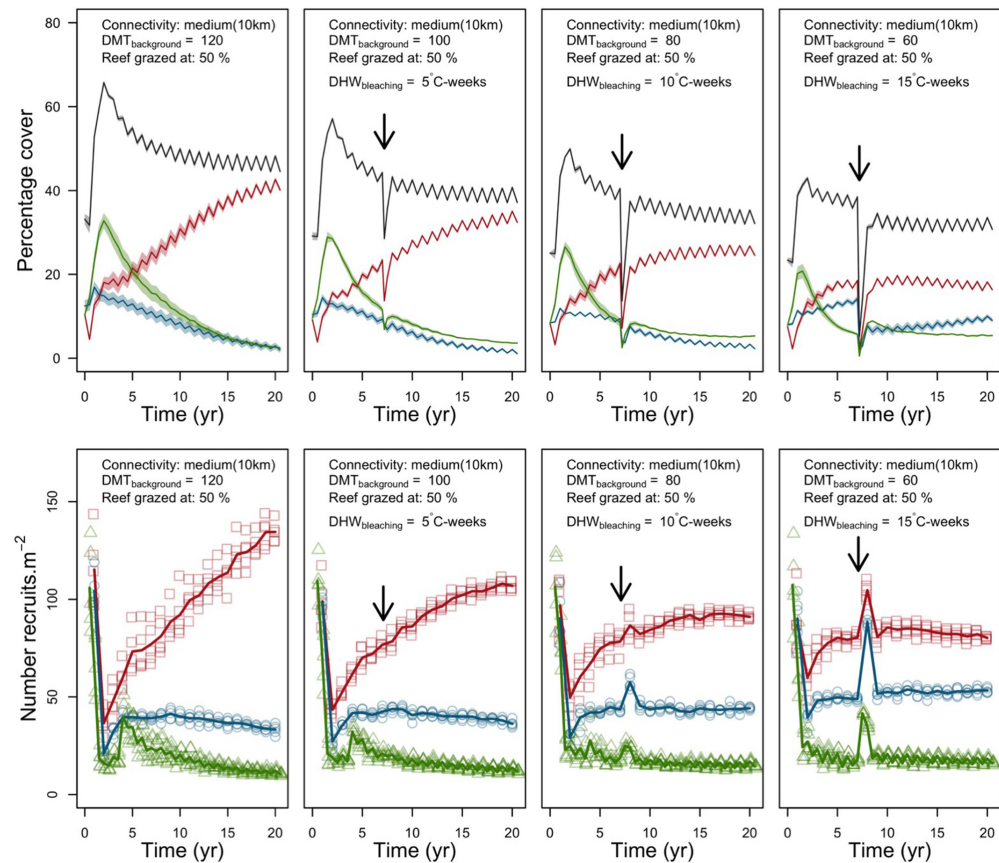 Connectivity: medium(10km)
DMTbackground = 120
Reef grazed at: 50 %
Connectivity: medium(10km)
DMTbackground = 100
Reef grazed at: 50 %
DHWbleaching = 5°C-weeks
Connectivity: medium(10km)
DMTbackground = 80
Reef grazed at: 50 %
DHWbleaching = 10°C-weeks
Connectivity: medium(10km)
DMTbackground = 60
Reef grazed at: 50 %
DHWbleaching = 15°C-weeks
Percentage cover
80
60
40
20
0
0 5 10 15 20
0 5 10 15 20
0 5 10 15 20
0 5 10 15 20
Time (yr)
Time (yr)
Time (yr)
Time (yr)
Connectivity: medium(10km)
DMTbackground = 120
Reef grazed at: 50 %
Connectivity: medium(10km)
DMTbackground = 100
Reef grazed at: 50 %
DHWbleaching = 5°C-weeks
Connectivity: medium(10km)
DMTbackground = 80
Reef grazed at: 50 %
DHWbleaching = 10°C-weeks
Connectivity: medium(10km)
DMTbackground = 60
Reef grazed at: 50 %
DHWbleaching = 15°C-weeks
Number recruits.m−2
150
100
50
0
0 5 10 15 20
0 5 10 15 20
0 5 10 15 20
0 5 10 15 20
Time (yr)
Time (yr)
Time (yr)
Time (yr)